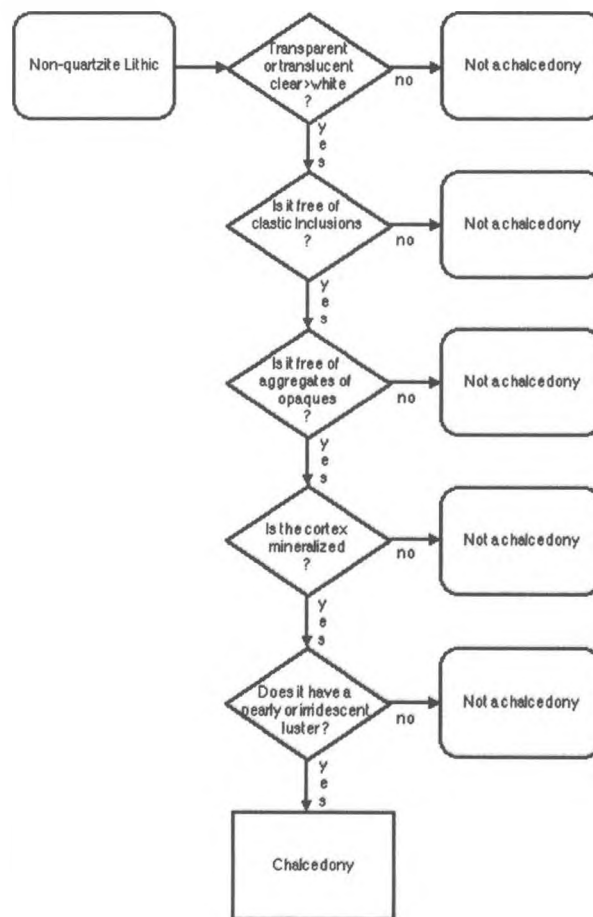 Non-quartzite Lithic
Transparent
or translucent
clear>white
?
no
Not a chalcedony
y
e
s
Is it free of
clastic Inclusions
?
no
Not a chalcedony
y
e
s
Is it free of
aggregates of
opaques
?
no
Not a chalcedony
y
e
s
Is the cortex
mineralized
?
no
Not a chalcedony
y
e
s
Does it have a
pearly or irridescent
luster?
no
Not a chalcedony
y
e
s
Chalcedony